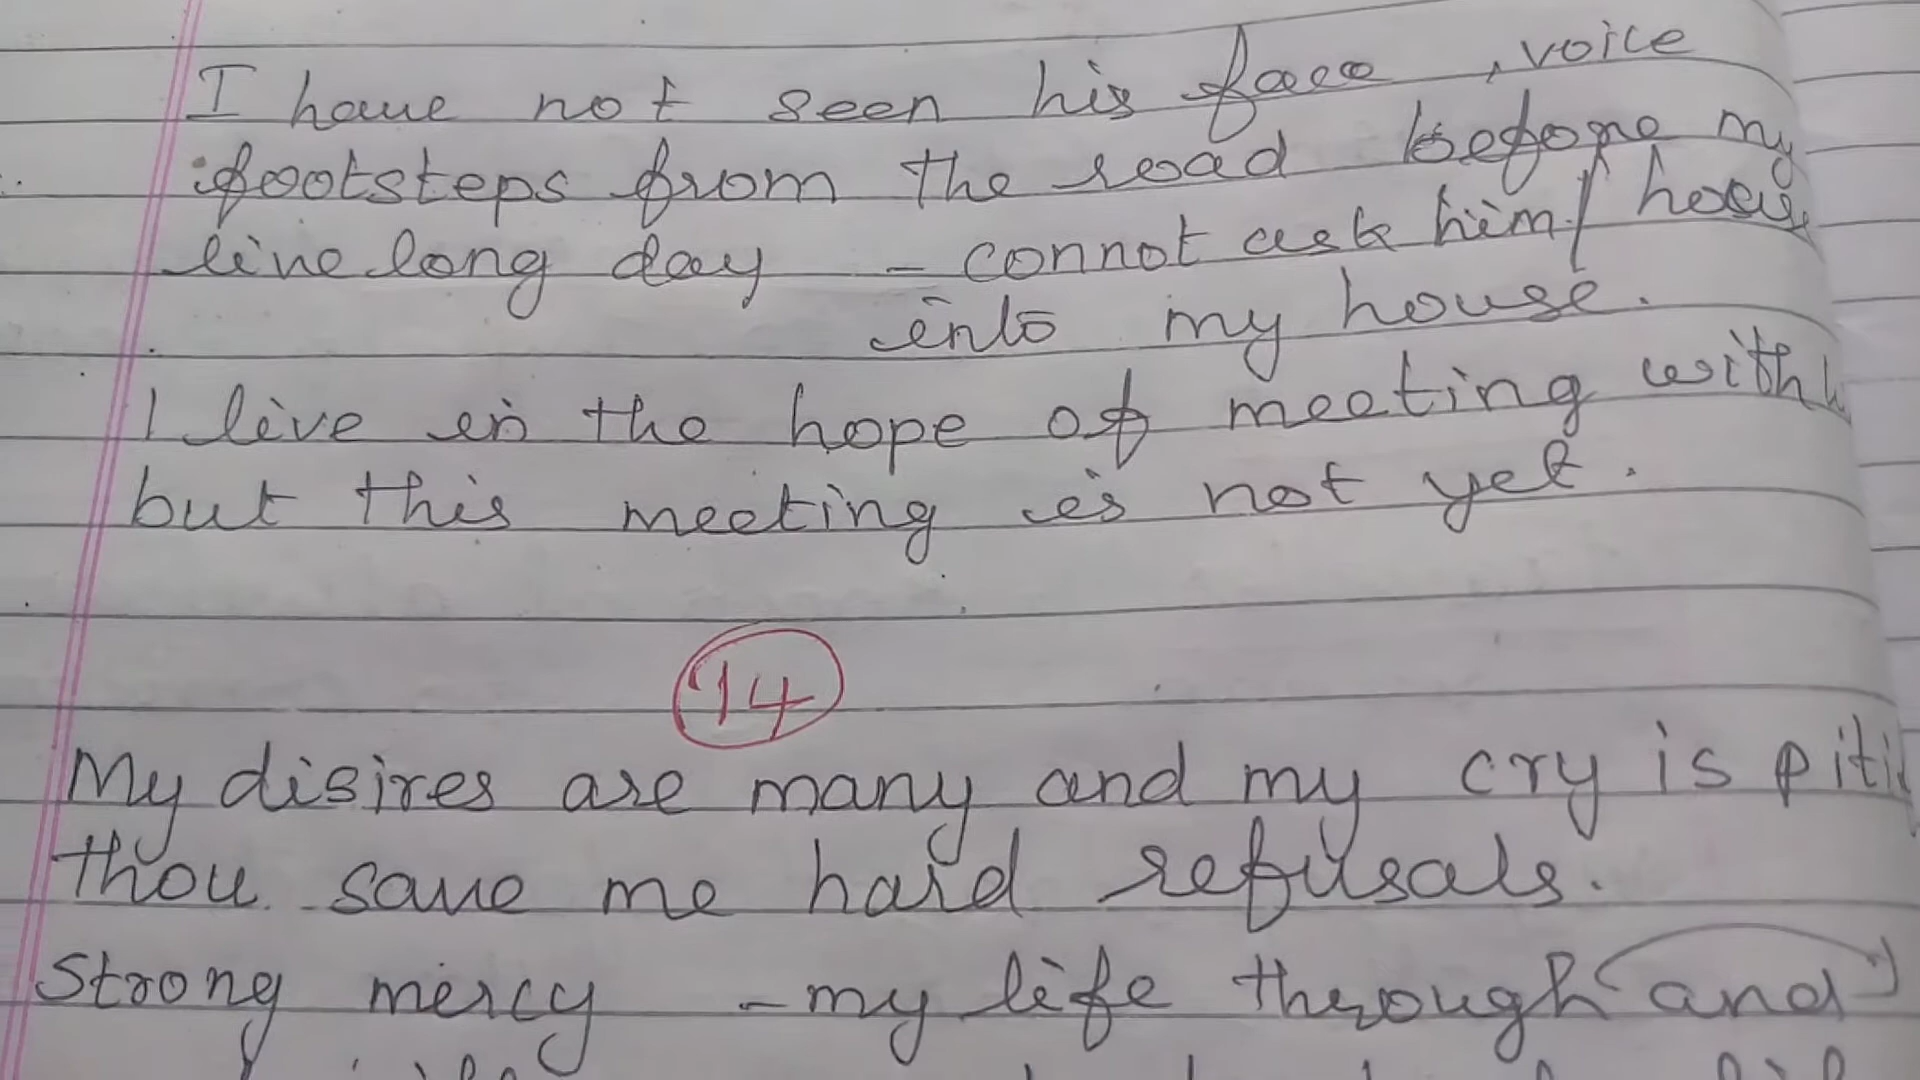 I have not seen his face, voice
footsteps from the road before my
live long day - connot ask him / house
into my house.
I live in the hope of meeting with
but this meeting is not yet.
14
My disires are many and my cry is piti
thou save me hard refusals.
Strong mercy - my life through and